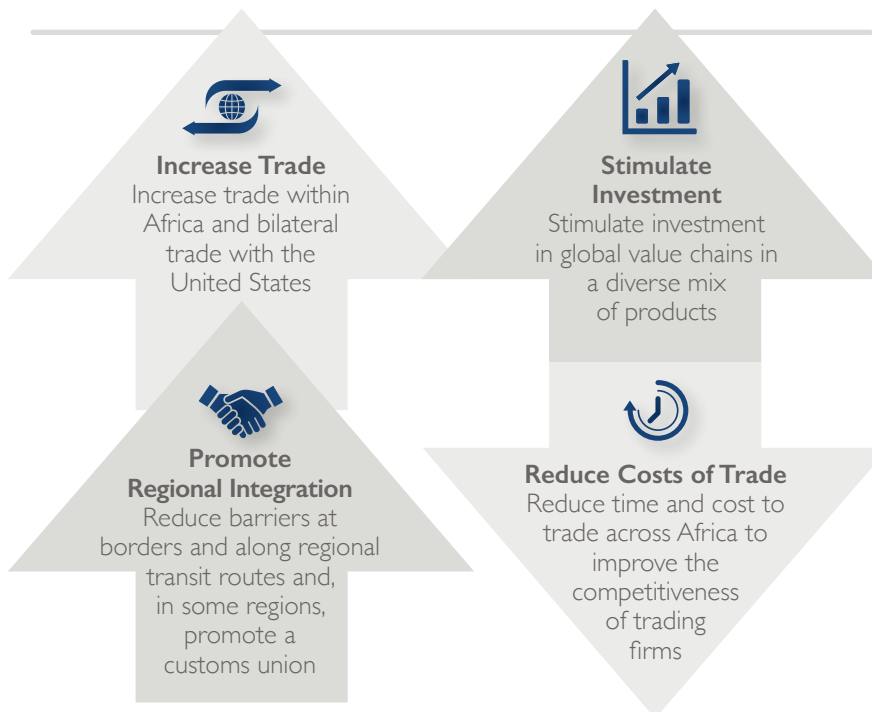 Increase Trade
Increase trade within
Africa and bilateral
trade with the
United States
Stimulate
Investment
Stimulate investment
in global value chains in
a diverse mix
of products
Promote
Regional Integration
Reduce barriers at
borders and along regional
transit routes and,
in some regions,
promote a
customs union
Reduce Costs of Trade
Reduce time and cost to
trade across Africa to
improve the
competitiveness
of trading
firms